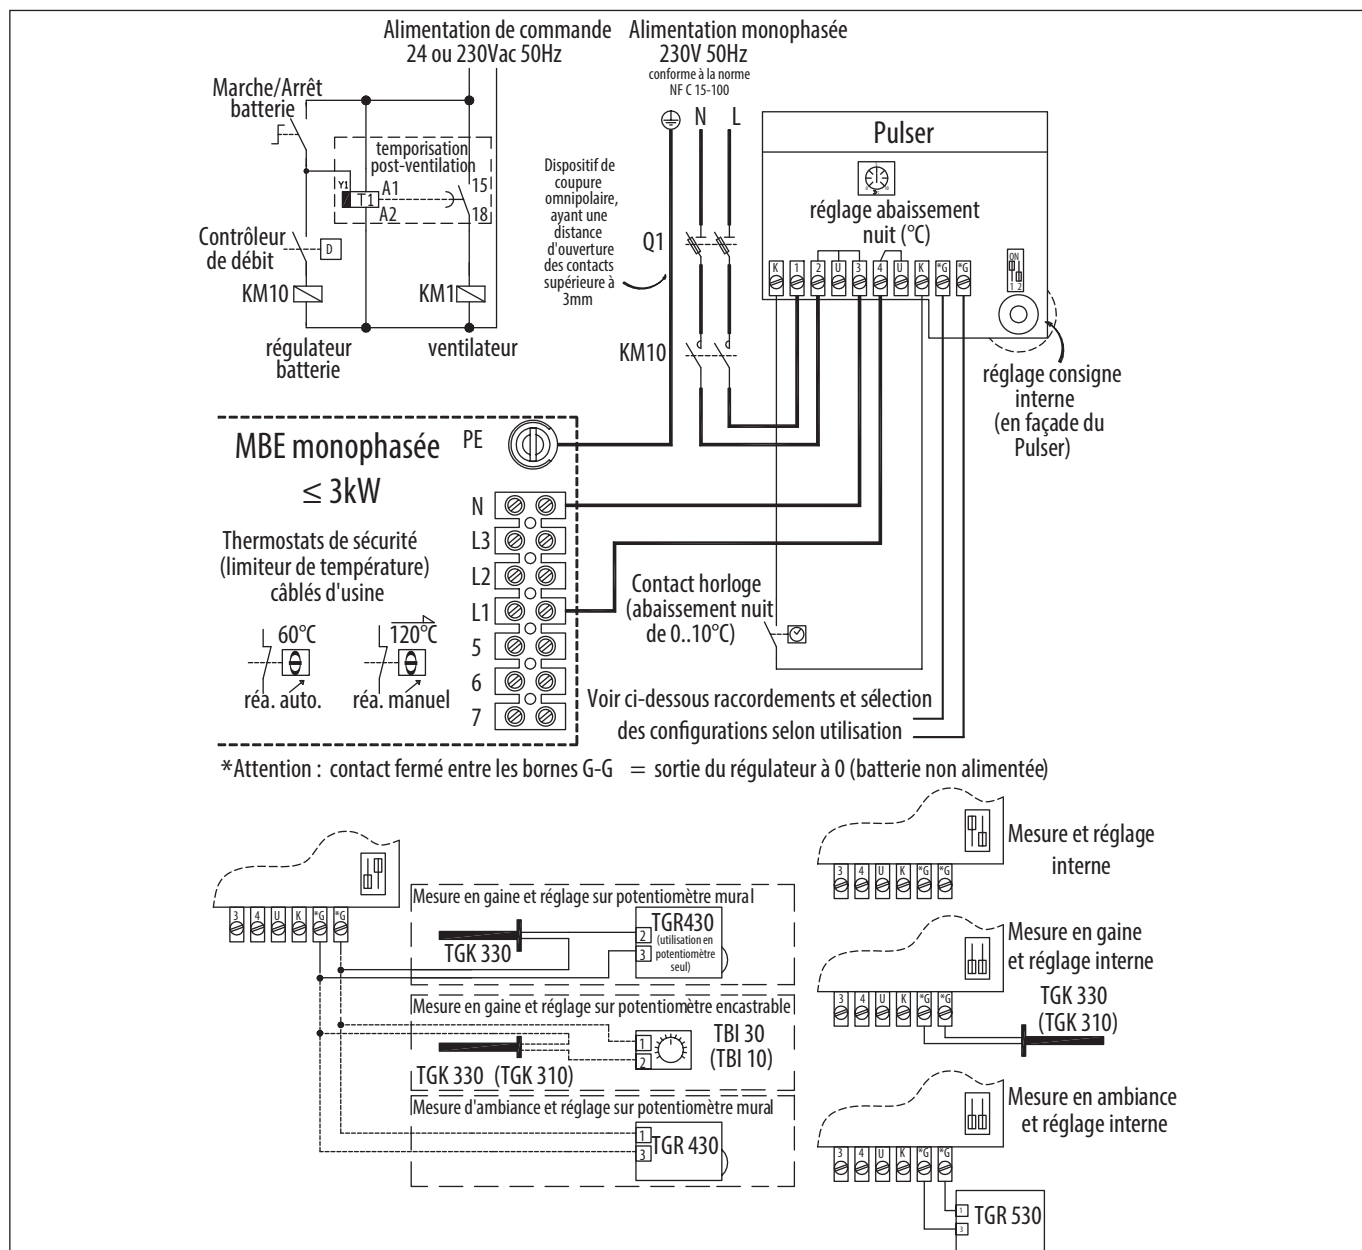 Alimentation de commande
24 ou 230Vac 50Hz
Alimentation monophasée
230V 50Hz
conforme à la norme
NF C 15-100
Marche/Arrêt
batterie
temporisation
post-ventilation
Y1
T1
A1
A2
15
18
Contrôleur
de débit
D
KM10
KM1
régulateur
batterie
ventilateur
Dispositif de
coupure
omnipolaire,
ayant une
distance
d'ouverture
des contacts
supérieure à
3mm
N L
Q1
KM10
Pulser
réglage abaissement
nuit (°C)
K 1 2 U 3 4 U K *G *G
ON
1 2
réglage consigne
interne
(en façade du
Pulser)
MBE monophasée
≤ 3kW
PE
N
L3
L2
L1
5
6
7
Thermostats de sécurité
(limiteur de température)
câblés d'usine
60°C
réa. auto.
120°C
réa. manuel
Contact horloge
(abaissement nuit
de 0..10°C)
Voir ci-dessous raccordements et sélection
des configurations selon utilisation
*Attention : contact fermé entre les bornes G-G = sortie du régulateur à 0 (batterie non alimentée)
3 4 U K *G *G
Mesure en gaine et réglage sur potentiomètre mural
TGK 330
2
3
TGR430
(utilisation en
potentiomètre
seul)
Mesure en gaine et réglage sur potentiomètre encastrable
TGK 330 (TGK 310)
1
2
TBI 30
(TBI 10)
Mesure d'ambiance et réglage sur potentiomètre mural
1
3
TGR 430
3 4 U K *G *G
Mesure et réglage
interne
3 4 U K *G *G
Mesure en gaine
et réglage interne
TGK 330
(TGK 310)
3 4 U K *G *G
Mesure en ambiance
et réglage interne
1
3
TGR 530